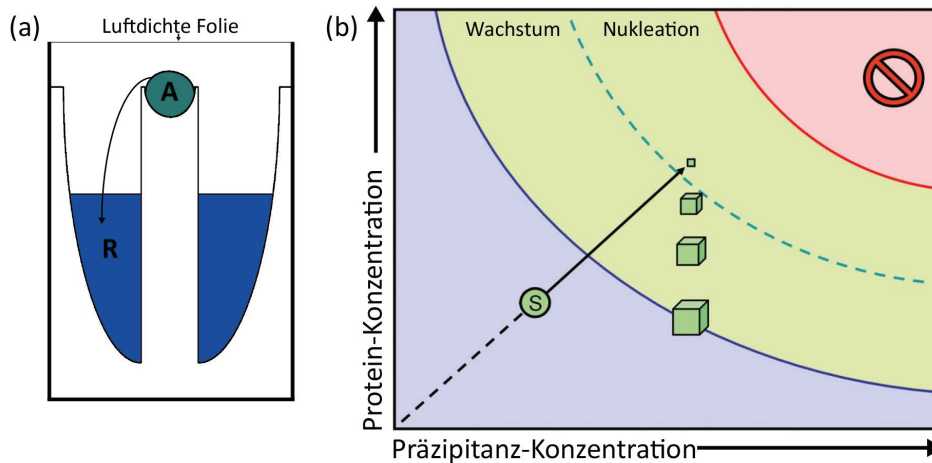 (a)
Luftdichte Folie
A
R
(b)
Wachstum Nukleation
S
Protein-Konzentration
Präzipitanz-Konzentration